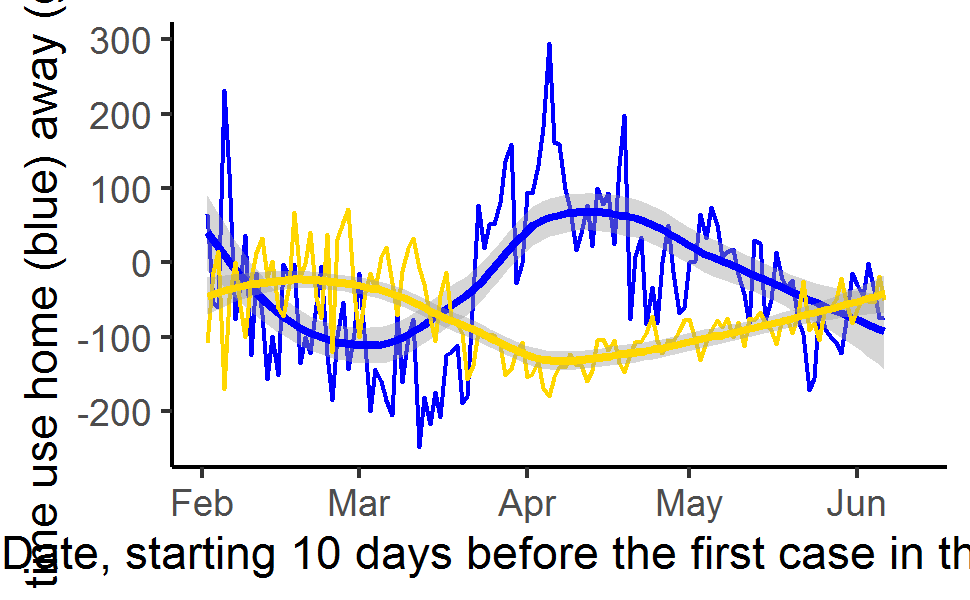 time use home (blue) away (g
300
200
100
0
-100
-200
Feb Mar Apr May Jun
Date, starting 10 days before the first case in th